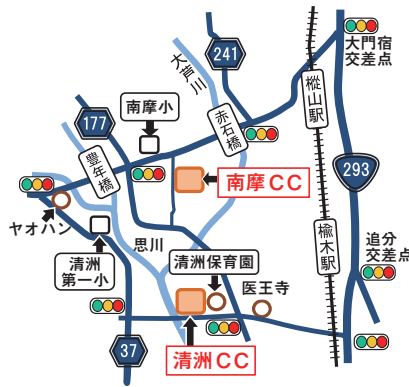 241
大芦川
大門宿
交差点
樅山駅
南摩小
177
赤石橋
豊年橋
293
南摩CC
ヤオハン
思川
楡木駅
追分
交差点
清洲
第一小
清洲保育園
医王寺
37
清洲CC